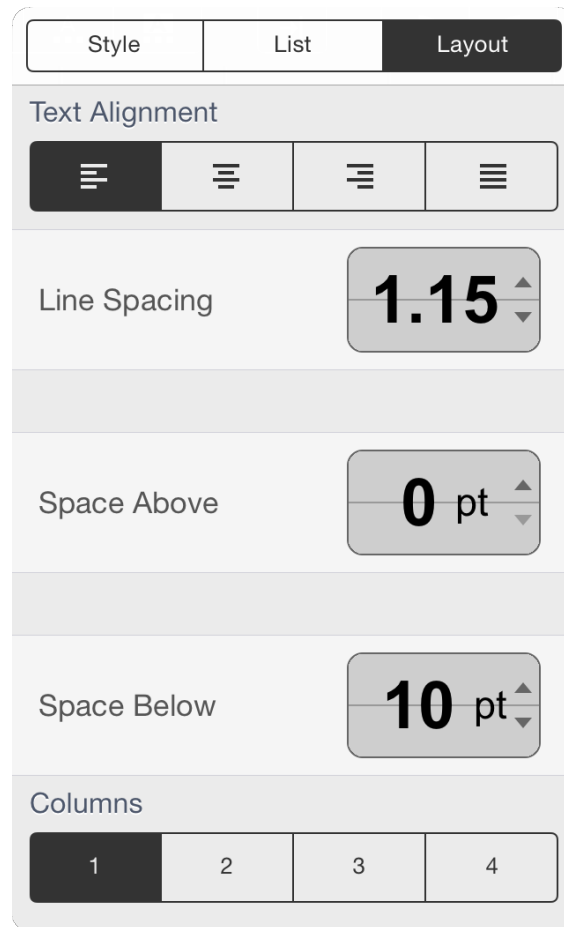 Style List Layout
Text Alignment
Line Spacing 1.15
Space Above 0 pt
Space Below 10 pt
Columns
1 2 3 4